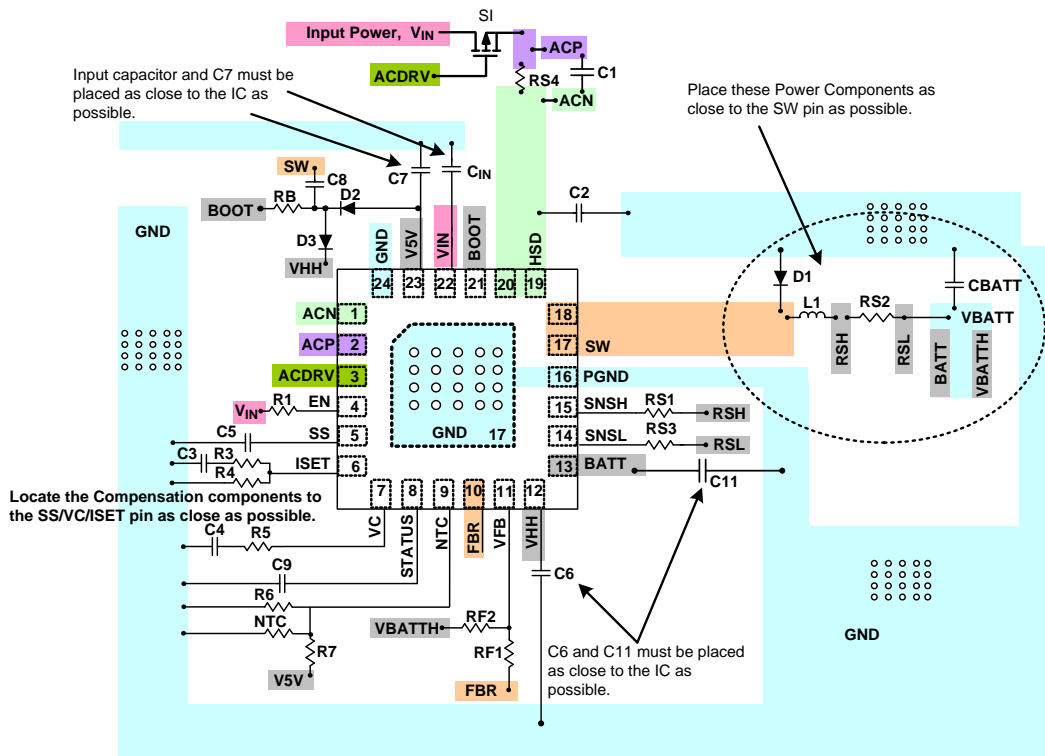 SI
Input Power, VIN
ACP
ACDRV
C1
RS4
ACN
Input capacitor and C7 must be
placed as close to the IC as
possible.
Place these Power Components as
close to the SW pin as possible.
SW
C8
C7
CIN
RB
D2
BOOT
C2
GND
D3
VHH
GND
V5V
VIN
BOOT
HSD
24
23
22
21
20
19
D1
CBATT
L1
RS2
VBATT
RSH
RSL
BATT
VBATTH
ACN
1
18
ACP
2
17
SW
ACDRV
3
16
PGND
VIN
R1
EN
4
15
SNSH
RS1
RSH
C5
SS
5
GND
17
14
SNSL
RS3
RSL
C3
R3
R4
ISET
6
13
BATT
C11
Locate the Compensation components to
the SS/VC/ISET pin as close as possible.
7
8
9
10
11
12
VC
STATUS
NTC
FBR
VFB
VHH
C4
R5
C9
C6
R6
NTC
R7
V5V
VBATTH
RF2
RF1
FBR
C6 and C11 must be placed
as close to the IC as
possible.
GND